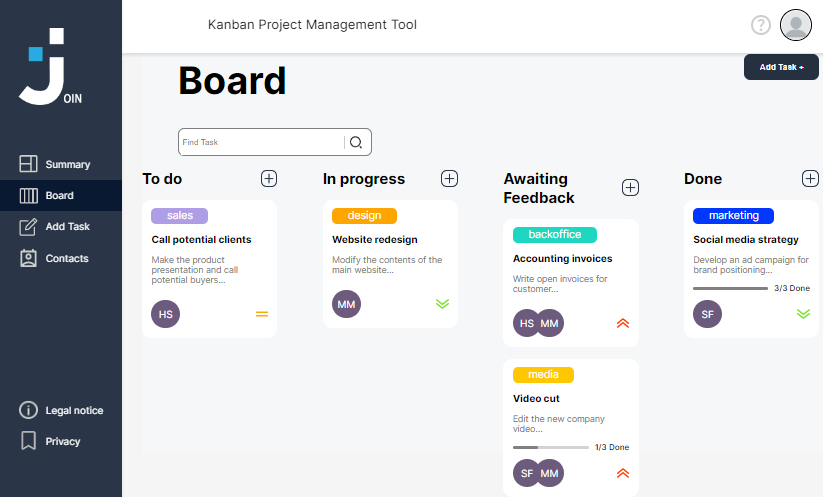 Kanban Project Management Tool
?
JOIN
Summary
Board
Add Task
Contacts
Legal notice
Privacy
Board
Add Task +
Find Task
To do
sales
Call potential clients
Make the product
presentation and call
potential buyers...
HS
In progress
design
Website redesign
Modify the contents of the
main website...
MM
Awaiting
Feedback
backoffice
Accounting invoices
Write open invoices for
customer...
HS MM
media
Video cut
Edit the new company
video...
1/3 Done
SF MM
Done
marketing
Social media strategy
Develop an ad campaign for
brand positioning...
3/3 Done
SF